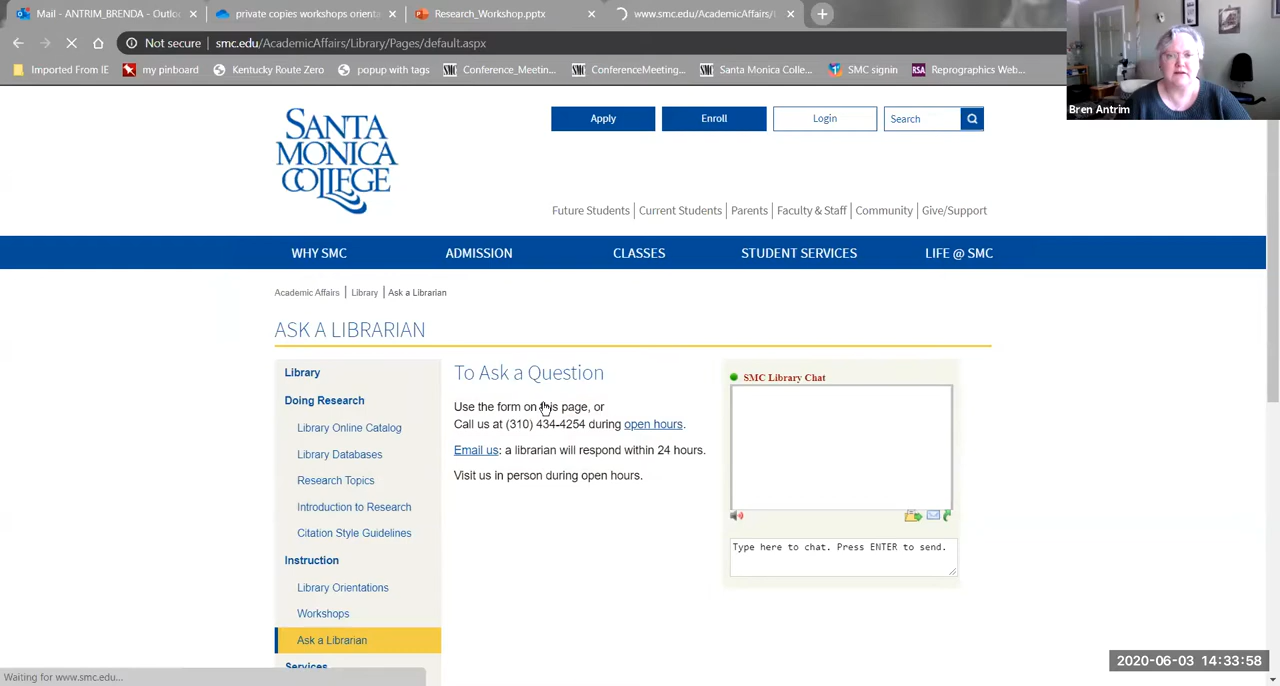 Mail - ANTRIM_BRENDA - Outloo
private copies workshops orienta
Research_Workshop.pptx
www.smc.edu/AcademicAffairs/L
Not secure smc.edu/AcademicAffairs/Library/Pages/default.aspx
Imported From IE my pinboard Kentucky Route Zero popup with tags Conference_Meetin... ConferenceMeeting... Santa Monica Colle... SMC signin RSA Reprographics Web...
Bren Antrim
SANTA
MONICA
COLLEGE
Apply Enroll Login Search
Future Students Current Students Parents Faculty & Staff Community Give/Support
WHY SMC ADMISSION CLASSES STUDENT SERVICES LIFE @ SMC
Academic Affairs Library Ask a Librarian
ASK A LIBRARIAN
Library
Doing Research
Library Online Catalog
Library Databases
Research Topics
Introduction to Research
Citation Style Guidelines
Instruction
Library Orientations
Workshops
Ask a Librarian
Services
To Ask a Question
Use the form on this page, or
Call us at (310) 434-4254 during open hours.
Email us: a librarian will respond within 24 hours.
Visit us in person during open hours.
SMC Library Chat
Type here to chat. Press ENTER to send.
Waiting for www.smc.edu...
2020-06-03 14:33:58